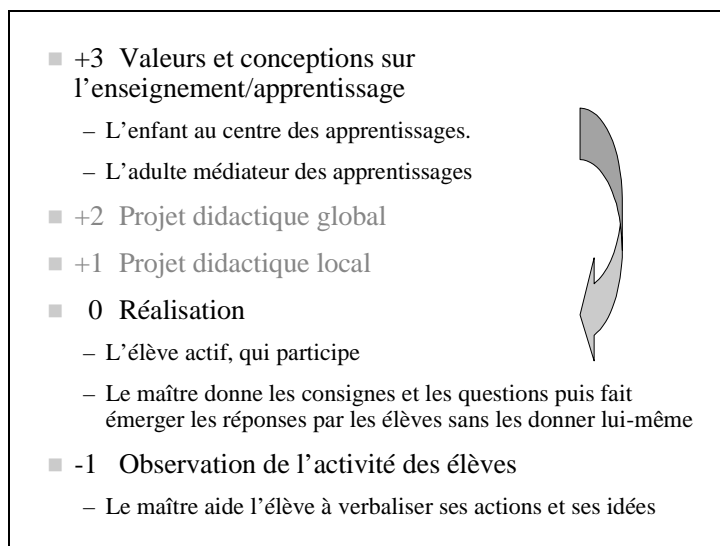 +3 Valeurs et conceptions sur
l'enseignement/apprentissage
– L'enfant au centre des apprentissages.
– L'adulte médiateur des apprentissages
+2 Projet didactique global
+1 Projet didactique local
0 Réalisation
– L'élève actif, qui participe
– Le maître donne les consignes et les questions puis fait
émerger les réponses par les élèves sans les donner lui-même
-1 Observation de l'activité des élèves
– Le maître aide l'élève à verbaliser ses actions et ses idées